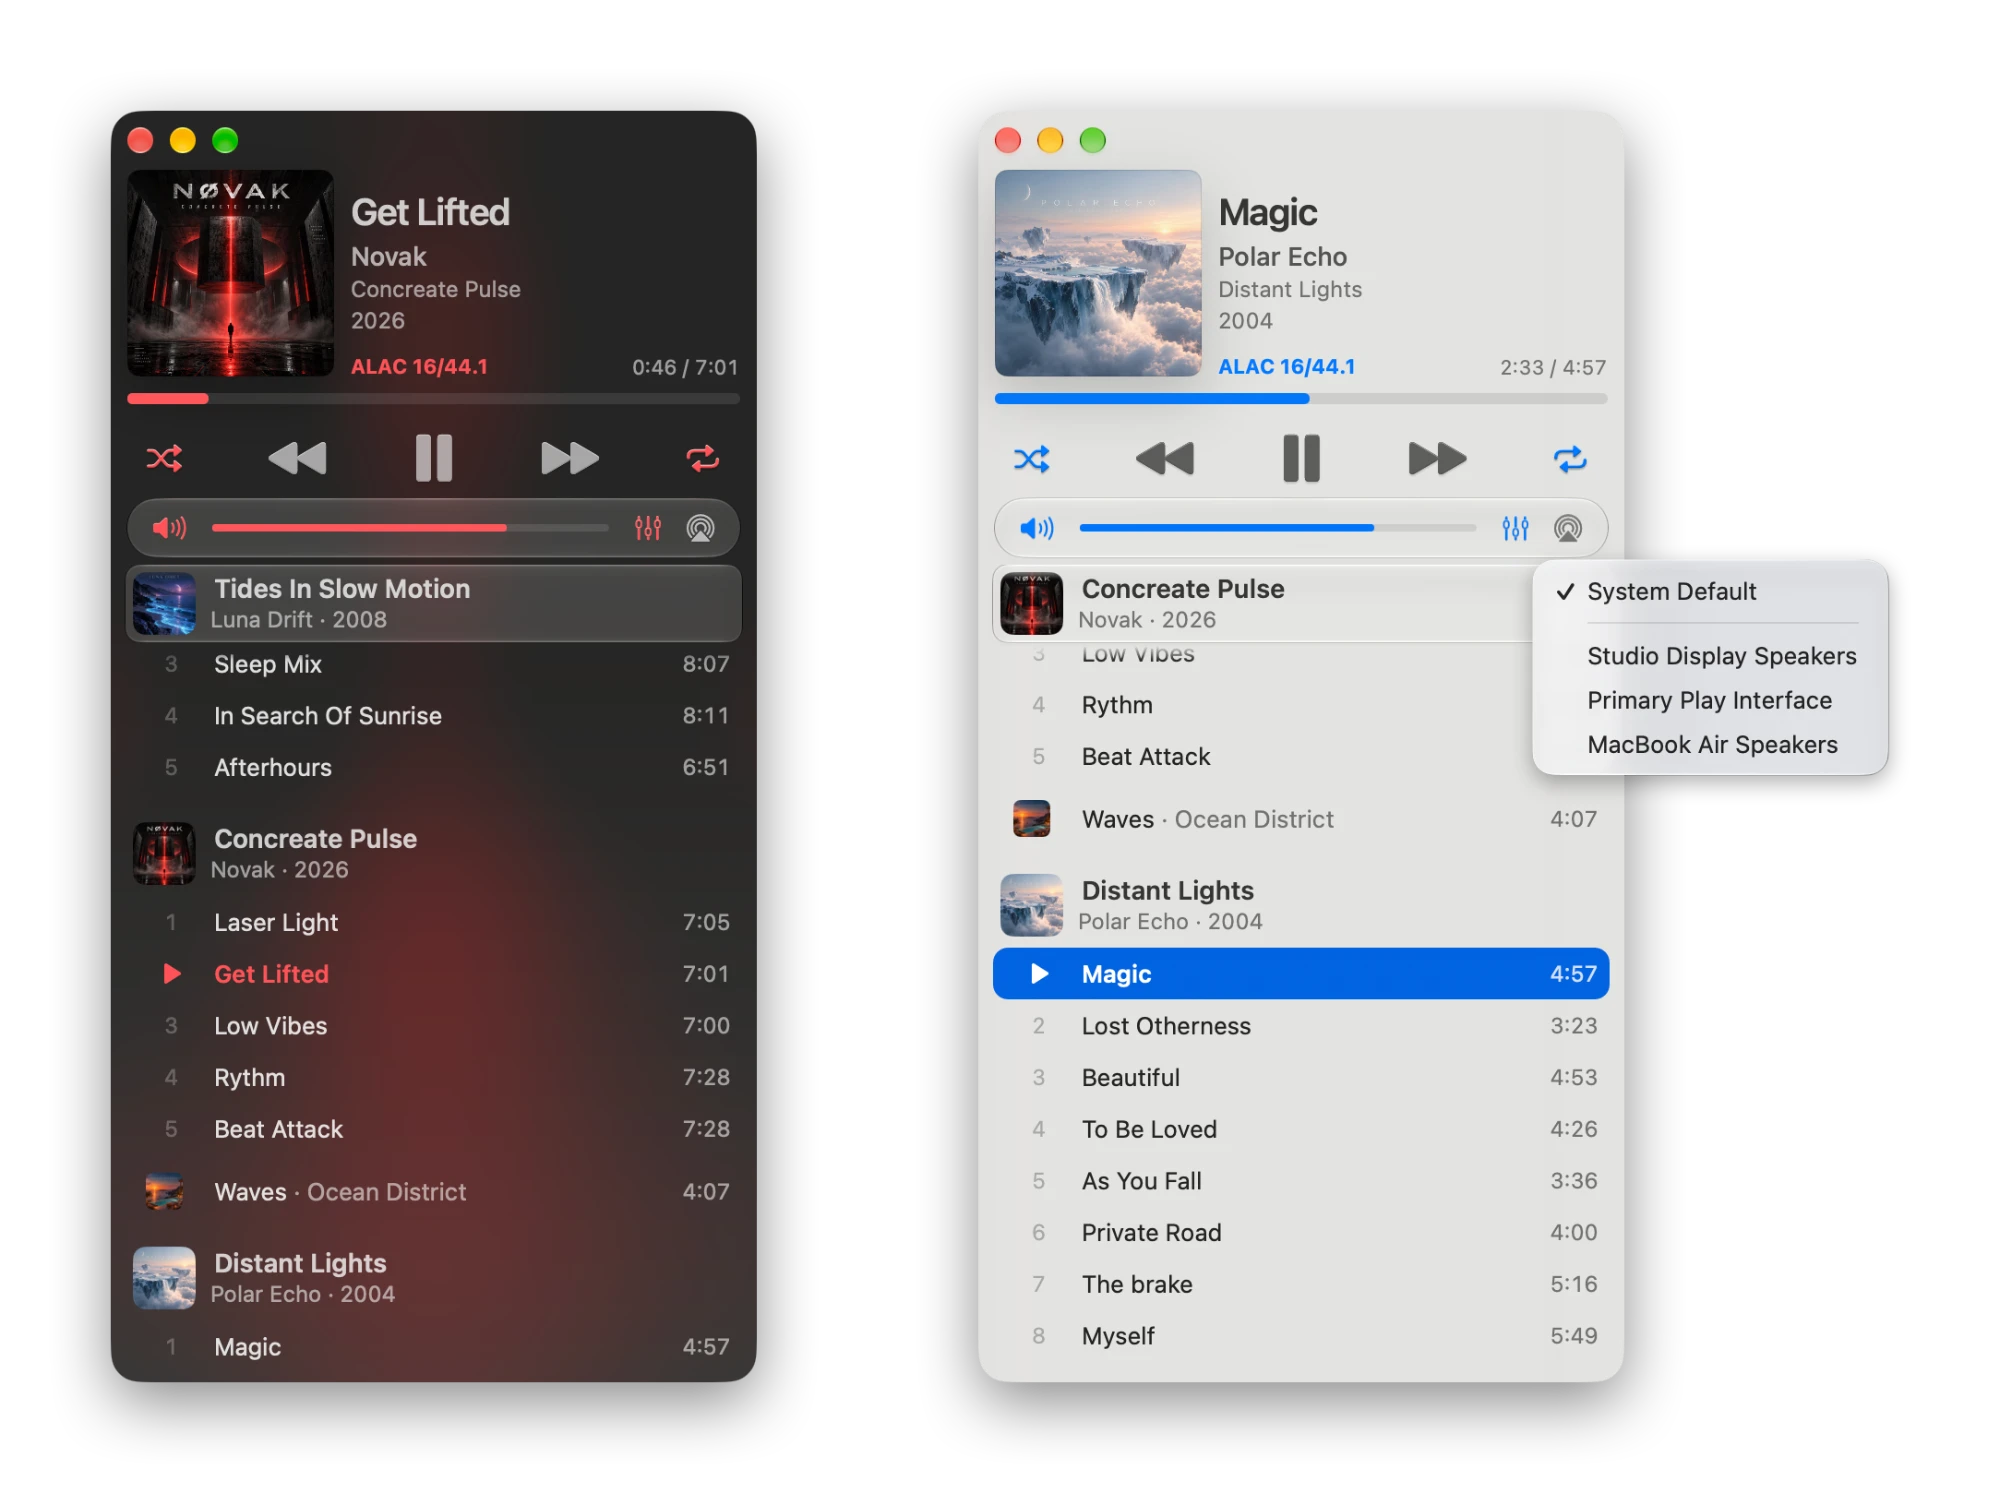 NØVAK
CONCRETE PULSE
Get Lifted
Novak
Concreate Pulse
2026
ALAC 16/44.1
0:46 / 7:01
Tides In Slow Motion
Luna Drift · 2008
3 Sleep Mix 8:07
4 In Search Of Sunrise 8:11
5 Afterhours 6:51
NØVAK
Concreate Pulse
Novak · 2026
1 Laser Light 7:05
Get Lifted 7:01
3 Low Vibes 7:00
4 Rythm 7:28
5 Beat Attack 7:28
Waves · Ocean District 4:07
Distant Lights
Polar Echo · 2004
1 Magic 4:57
POLAR ECHO
Magic
Polar Echo
Distant Lights
2004
ALAC 16/44.1
2:33 / 4:57
NØVAK
Concreate Pulse
Novak · 2026
3 Low Vibes
4 Rythm
5 Beat Attack
Waves · Ocean District 4:07
Distant Lights
Polar Echo · 2004
Magic 4:57
2 Lost Otherness 3:23
3 Beautiful 4:53
4 To Be Loved 4:26
5 As You Fall 3:36
6 Private Road 4:00
7 The brake 5:16
8 Myself 5:49
✓ System Default
Studio Display Speakers
Primary Play Interface
MacBook Air Speakers